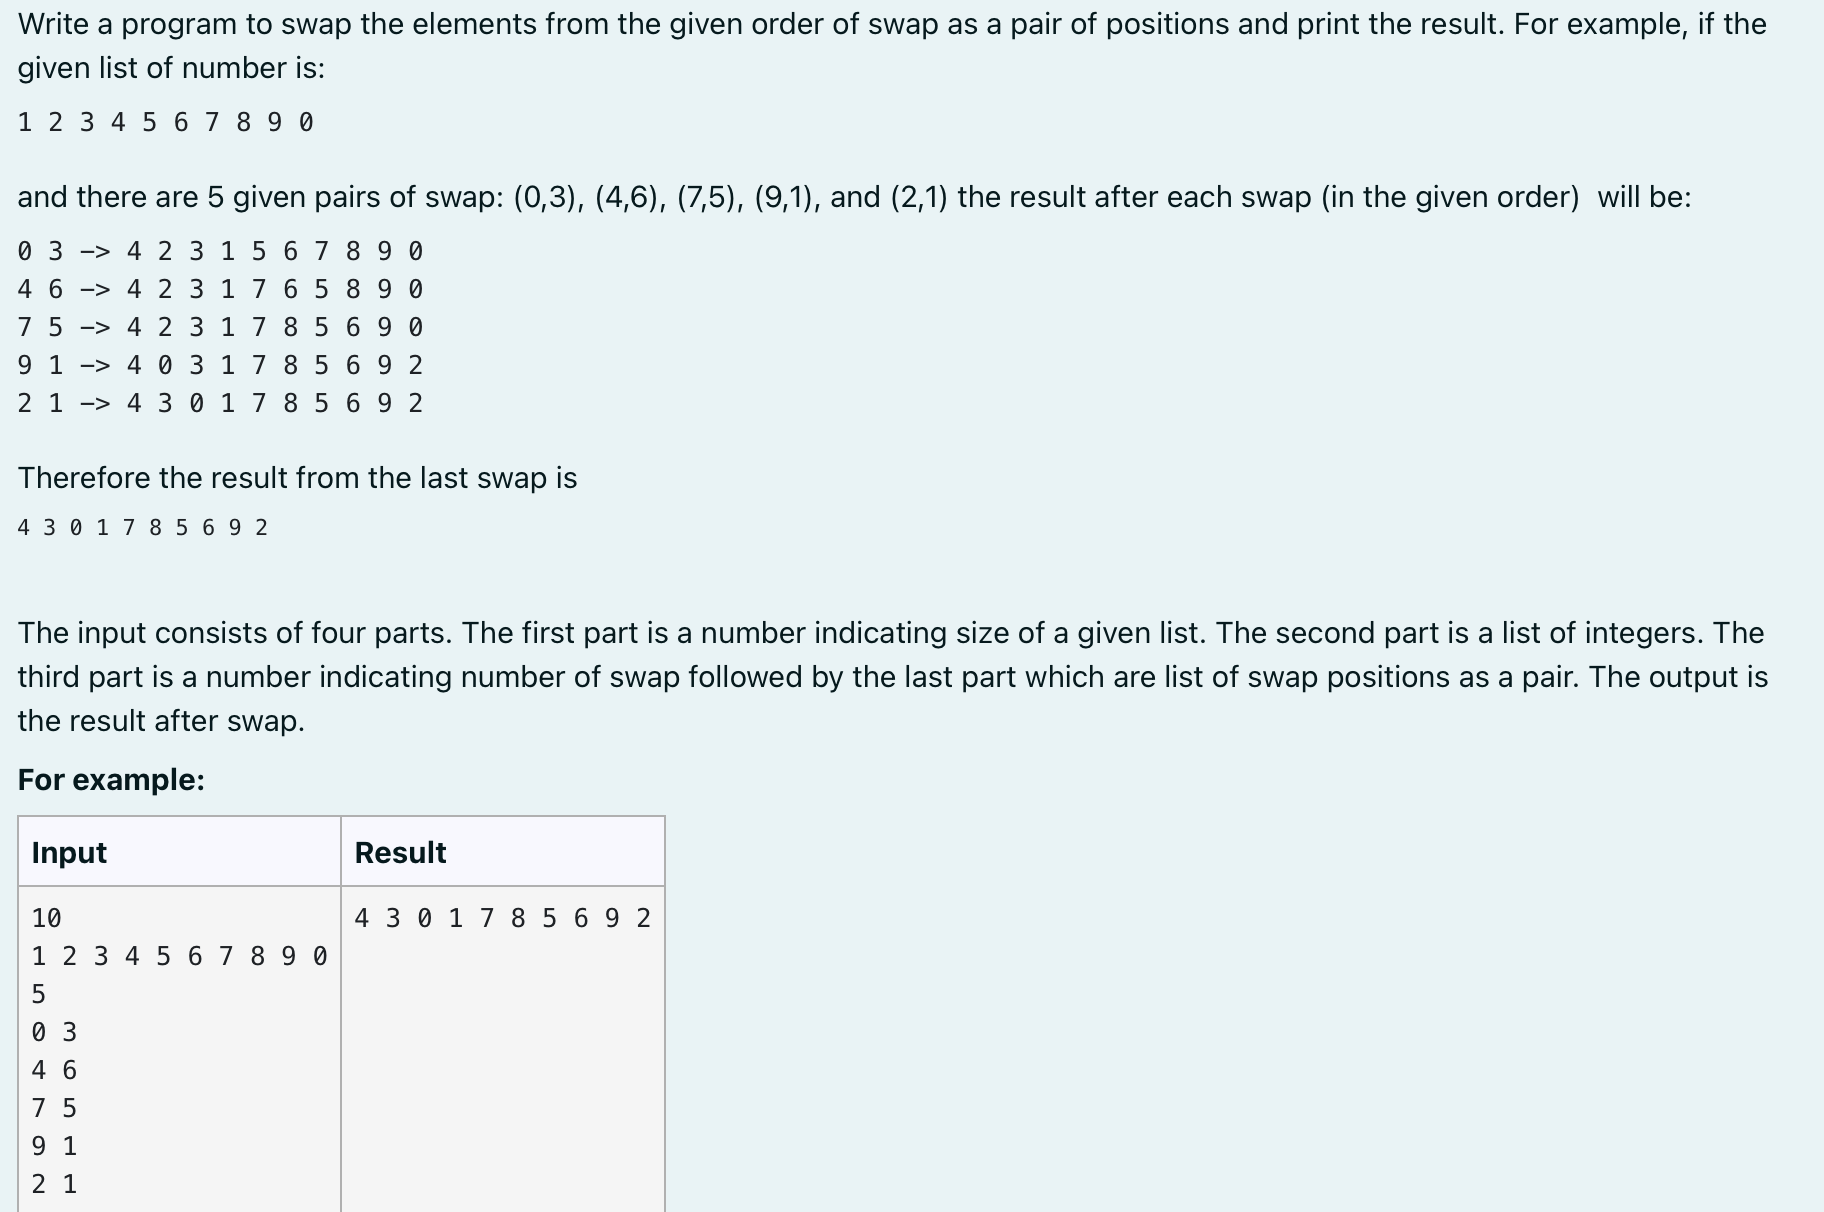 Write a program to swap the elements from the given order of swap as a pair of positions and print the result. For example, if the
given list of number is:
1 2 3 4 5 6 7 8 9 0
and there are 5 given pairs of swap: (0,3), (4,6), (7,5), (9,1), and (2,1) the result after each swap (in the given order)  will be:
0 3 –> 4 2 3 1 5 6 7 8 9 0
4 6 –> 4 2 3 1 7 6 5 8 9 0
7 5 –> 4 2 3 1 7 8 5 6 9 0
9 1 –> 4 0 3 1 7 8 5 6 9 2
2 1 –> 4 3 0 1 7 8 5 6 9 2
Therefore the result from the last swap is
4 3 0 1 7 8 5 6 9 2
The input consists of four parts. The first part is a number indicating size of a given list. The second part is a list of integers. The
third part is a number indicating number of swap followed by the last part which are list of swap positions as a pair. The output is
the result after swap.
For example:
Input Result
10 4 3 0 1 7 8 5 6 9 2
1 2 3 4 5 6 7 8 9 0
5
0 3
4 6
7 5
9 1
2 1